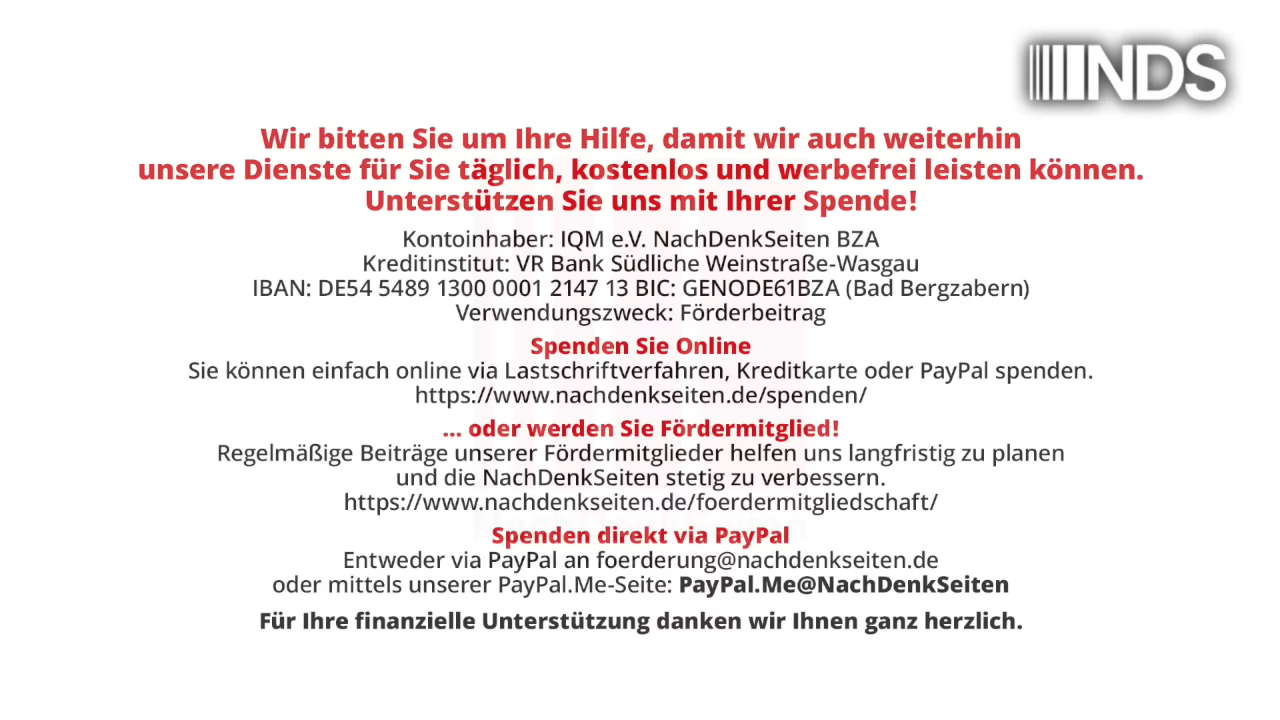 NDS
Wir bitten Sie um Ihre Hilfe, damit wir auch weiterhin
unsere Dienste für Sie täglich, kostenlos und werbefrei leisten können.
Unterstützen Sie uns mit Ihrer Spende!
Kontoinhaber: IQM e.V. NachDenkSeiten BZA
Kreditinstitut: VR Bank Südliche Weinstraße-Wasgau
IBAN: DE54 5489 1300 0001 2147 13 BIC: GENODE61BZA (Bad Bergzabern)
Verwendungszweck: Förderbeitrag
Spenden Sie Online
Sie können einfach online via Lastschriftverfahren, Kreditkarte oder PayPal spenden.
https://www.nachdenkseiten.de/spenden/
... oder werden Sie Fördermitglied!
Regelmäßige Beiträge unserer Fördermitglieder helfen uns langfristig zu planen
und die NachDenkSeiten stetig zu verbessern.
https://www.nachdenkseiten.de/foerdermitgliedschaft/
Spenden direkt via PayPal
Entweder via PayPal an foerderung@nachdenkseiten.de
oder mittels unserer PayPal.Me-Seite: PayPal.Me@NachDenkSeiten
Für Ihre finanzielle Unterstützung danken wir Ihnen ganz herzlich.